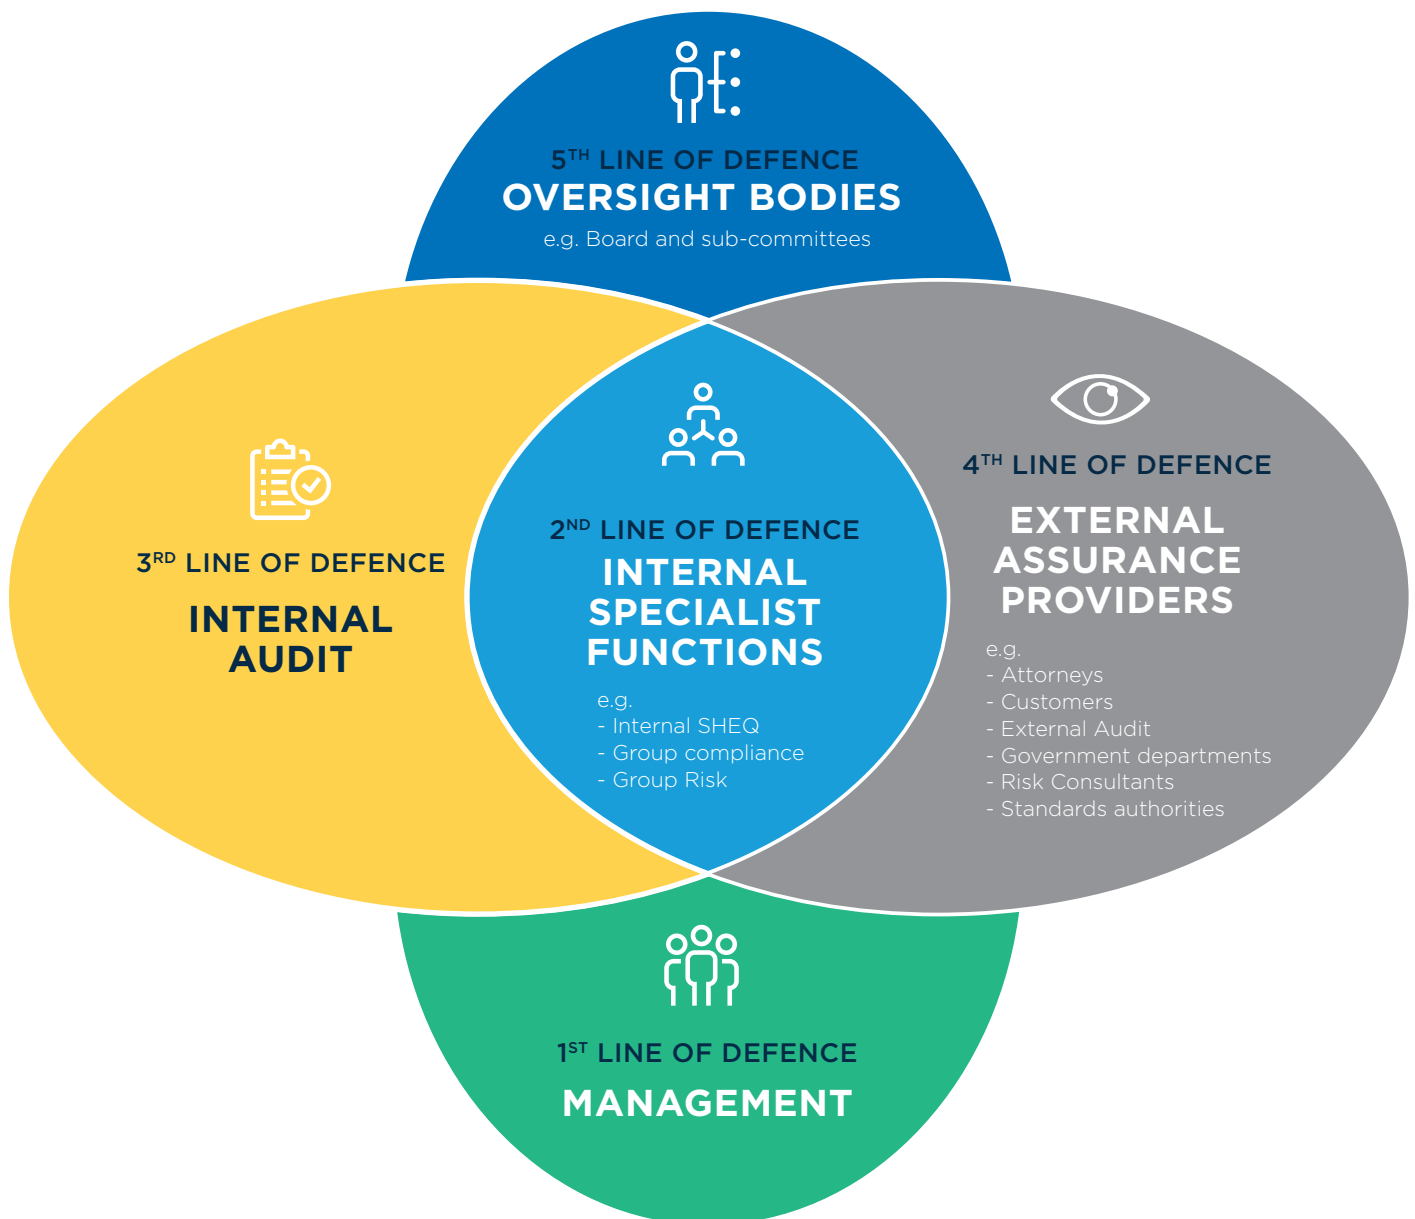 5TH LINE OF DEFENCE
OVERSIGHT BODIES
e.g. Board and sub-committees
3RD LINE OF DEFENCE
INTERNAL
AUDIT
2ND LINE OF DEFENCE
INTERNAL
SPECIALIST
FUNCTIONS
e.g.
- Internal SHEQ
- Group compliance
- Group Risk
4TH LINE OF DEFENCE
EXTERNAL
ASSURANCE
PROVIDERS
e.g.
- Attorneys
- Customers
- External Audit
- Government departments
- Risk Consultants
- Standards authorities
1ST LINE OF DEFENCE
MANAGEMENT